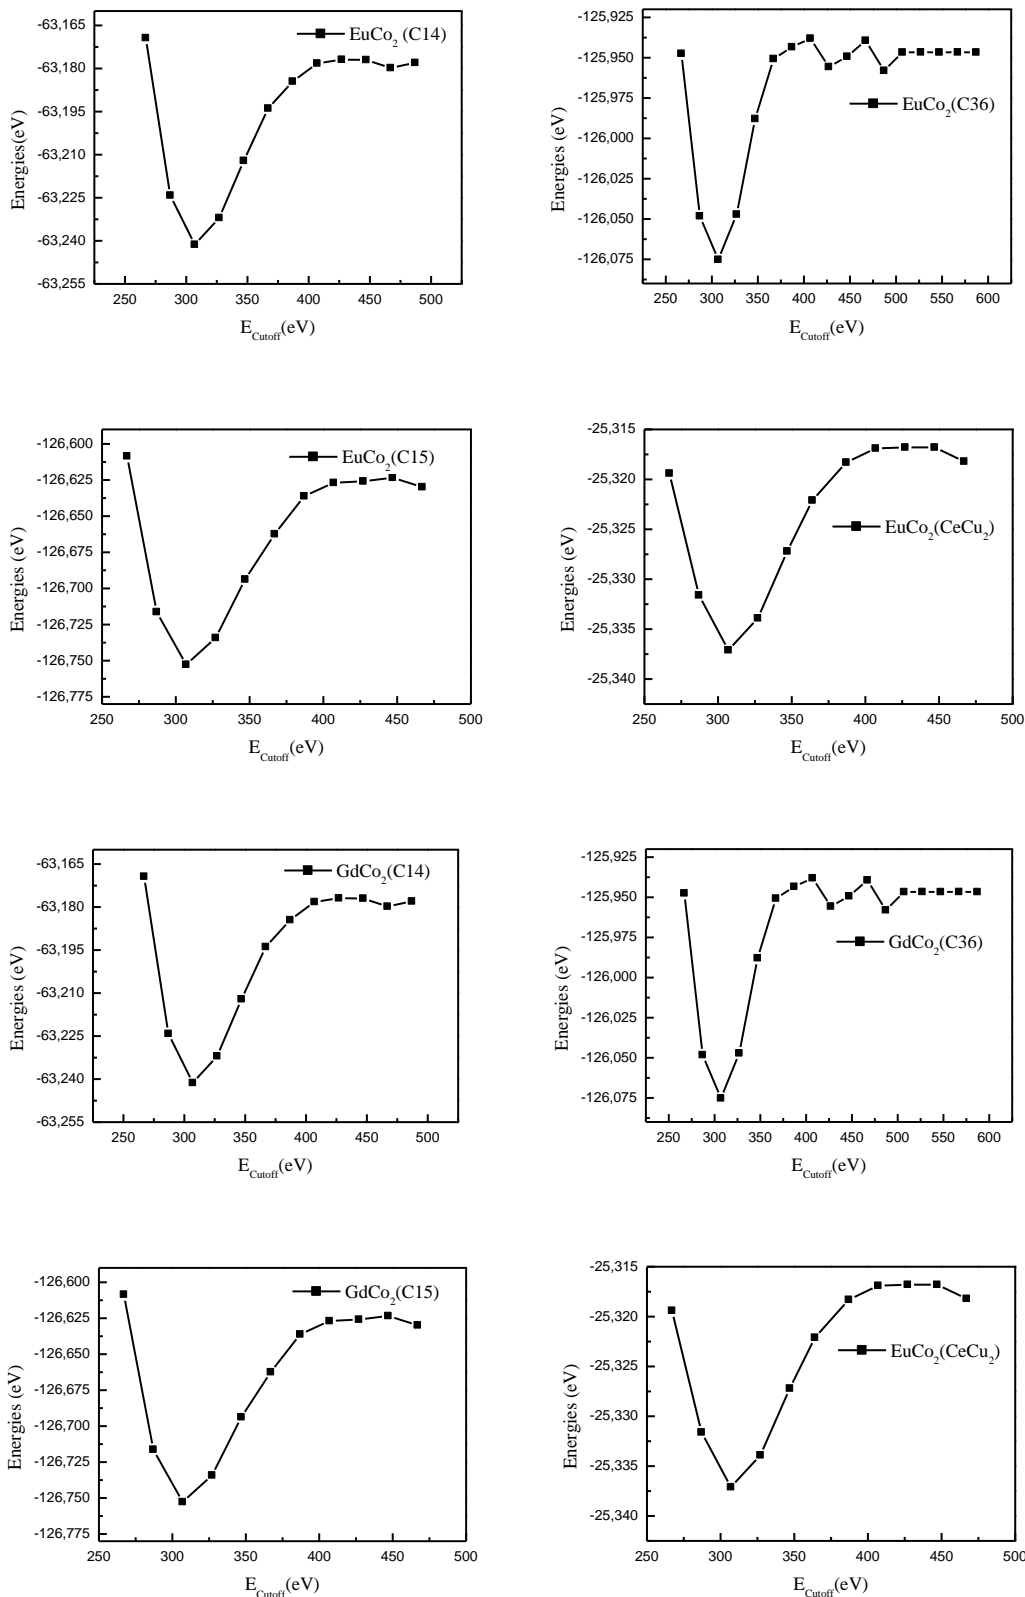 -63,165
-63,180
-63,195
-63,210
-63,225
-63,240
-63,255
Energies(eV)
EuCo₂ (C14)
250 300 350 400 450 500
E_Cutoff(eV)
-125,925
-125,950
-125,975
-126,000
-126,025
-126,050
-126,075
Energies (eV)
EuCo₂(C36)
250 300 350 400 450 500 550 600
E_Cutoff(eV)
-126,600
-126,625
-126,650
-126,675
-126,700
-126,725
-126,750
-126,775
Energies (eV)
EuCo₂(C15)
250 300 350 400 450 500
E_Cutoff(eV)
-25,315
-25,320
-25,325
-25,330
-25,335
-25,340
Energies (eV)
EuCo₂(CeCu₂)
250 300 350 400 450 500
E_Cutoff(eV)
-63,165
-63,180
-63,195
-63,210
-63,225
-63,240
-63,255
Energies (eV)
GdCo₂(C14)
250 300 350 400 450 500
E_Cutoff(eV)
-125,925
-125,950
-125,975
-126,000
-126,025
-126,050
-126,075
Energies (eV)
GdCo₂(C36)
250 300 350 400 450 500 550 600
E_Cutoff(eV)
-126,600
-126,625
-126,650
-126,675
-126,700
-126,725
-126,750
-126,775
Energies (eV)
GdCo₂(C15)
250 300 350 400 450 500
E_Cutoff(eV)
-25,315
-25,320
-25,325
-25,330
-25,335
-25,340
Energies (eV)
EuCo₂(CeCu₂)
250 300 350 400 450 500
E_Cutoff(eV)